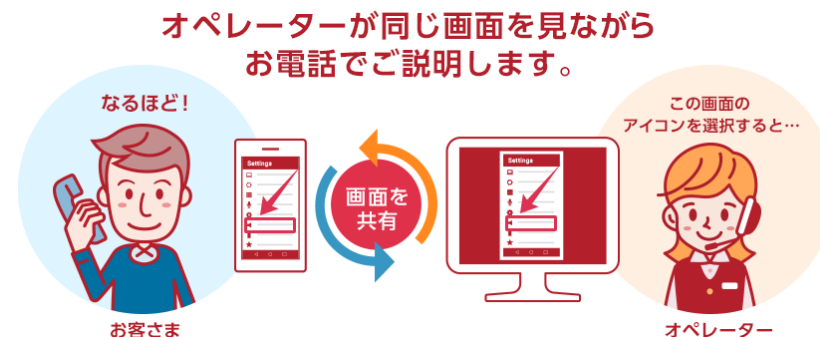 オペレーターが同じ画面を見ながら
お電話でご説明します。
なるほど！
この画面の
アイコンを選択すると…
Settings
画面を
共有
Settings
お客さま
オペレーター